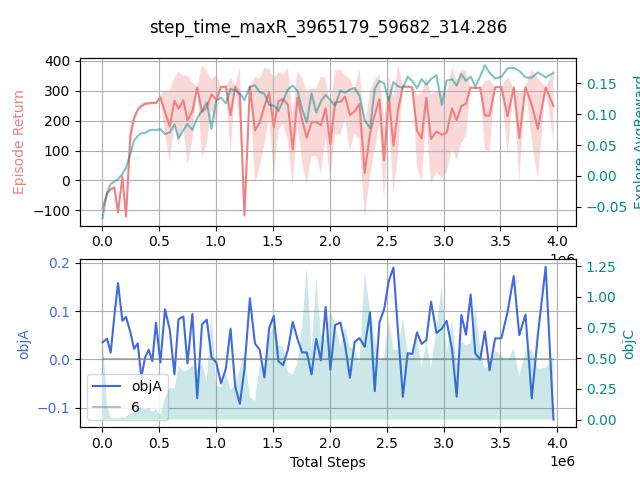 step_time_maxR_3965179_59682_314.286
Episode Return
400
300
200
100
0
−100
0.15
0.10
0.05
0.00
−0.05
Explore AvgReward
0.0 0.5 1.0 1.5 2.0 2.5 3.0 3.5 4.0
1e6
objA
0.2
0.1
0.0
−0.1
objA
6
1.25
1.00
0.75
0.50
0.25
0.00
objC
0.0 0.5 1.0 1.5 2.0 2.5 3.0 3.5 4.0
Total Steps 1e6